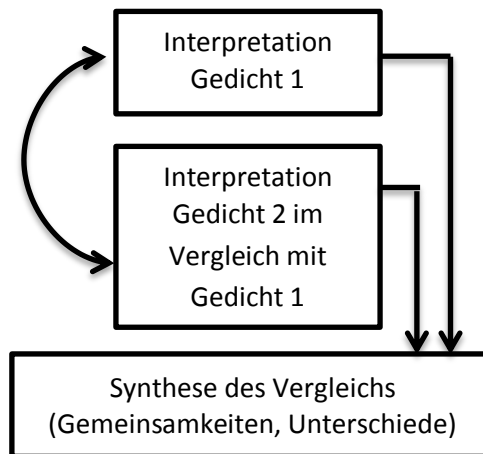 Interpretation
Gedicht 1
Interpretation
Gedicht 2 im
Vergleich mit
Gedicht 1
Synthese des Vergleichs
(Gemeinsamkeiten, Unterschiede)